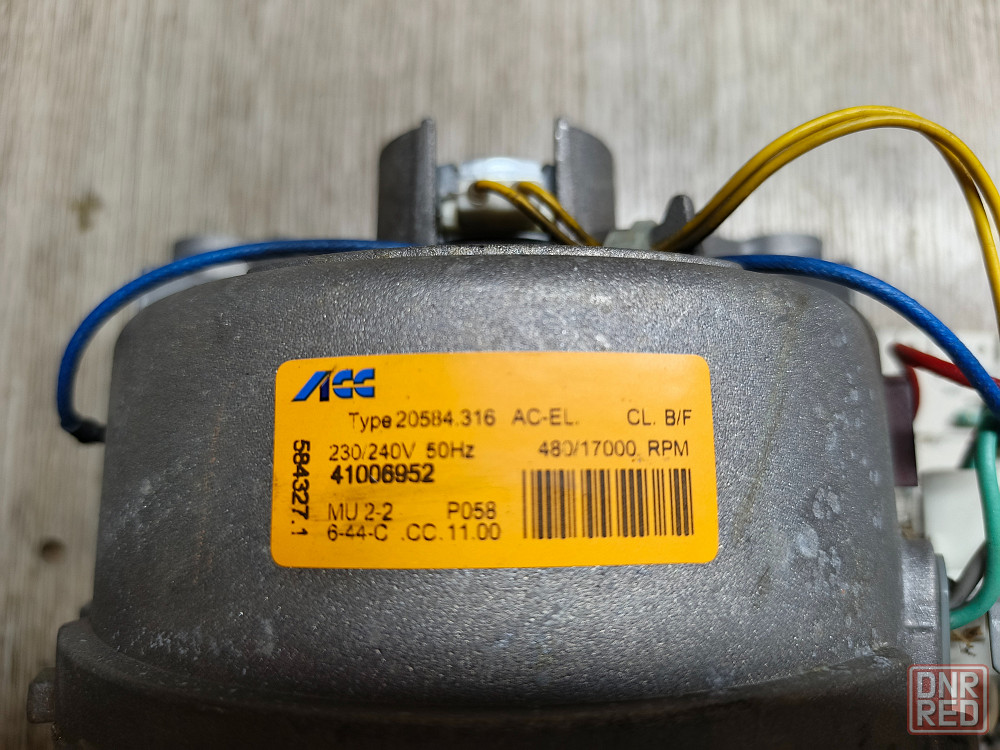 ACC
Type 20584.316 AC-EL. CL. B/F
230/240V 50Hz 480/17000 RPM
41006952
MU 2-2 P058
6-44-C .CC. 11.00
584327.1
DNR
RED